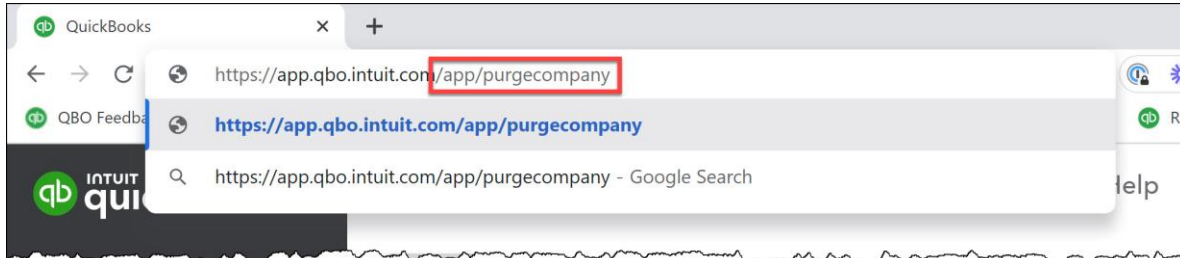 QuickBooks
https://app.qbo.intuit.com/app/purgecompany
QBO Feedba
https://app.qbo.intuit.com/app/purgecompany
R
INTUIT
qui
https://app.qbo.intuit.com/app/purgecompany - Google Search
Help